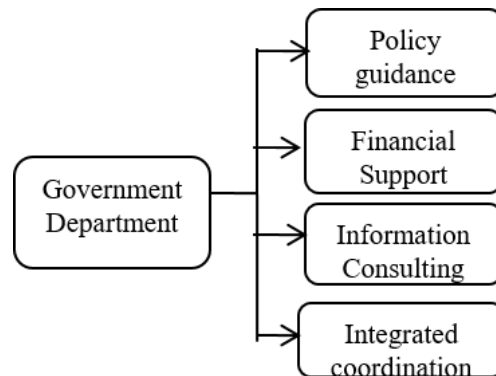 Policy
guidance
Financial
Support
Government
Department
Information
Consulting
Integrated
coordination